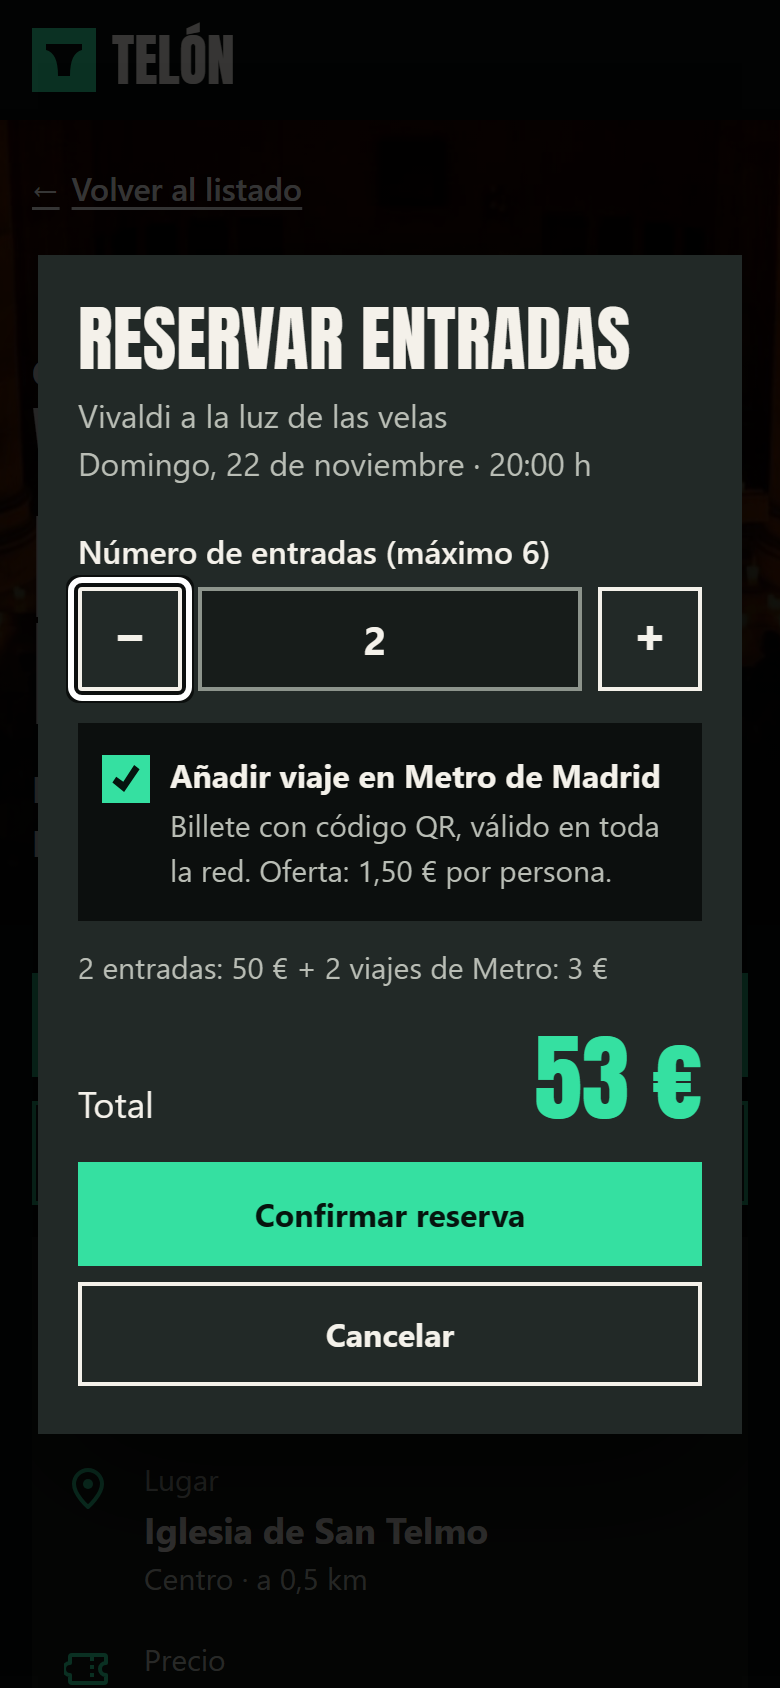 TELÓN
← Volver al listado
RESERVAR ENTRADAS
Vivaldi a la luz de las velas
Domingo, 22 de noviembre · 20:00 h
Número de entradas (máximo 6)
− 2 +
Añadir viaje en Metro de Madrid
Billete con código QR, válido en toda
la red. Oferta: 1,50 € por persona.
2 entradas: 50 € + 2 viajes de Metro: 3 €
Total 53 €
Confirmar reserva
Cancelar
Lugar
Iglesia de San Telmo
Centro · a 0,5 km
Precio